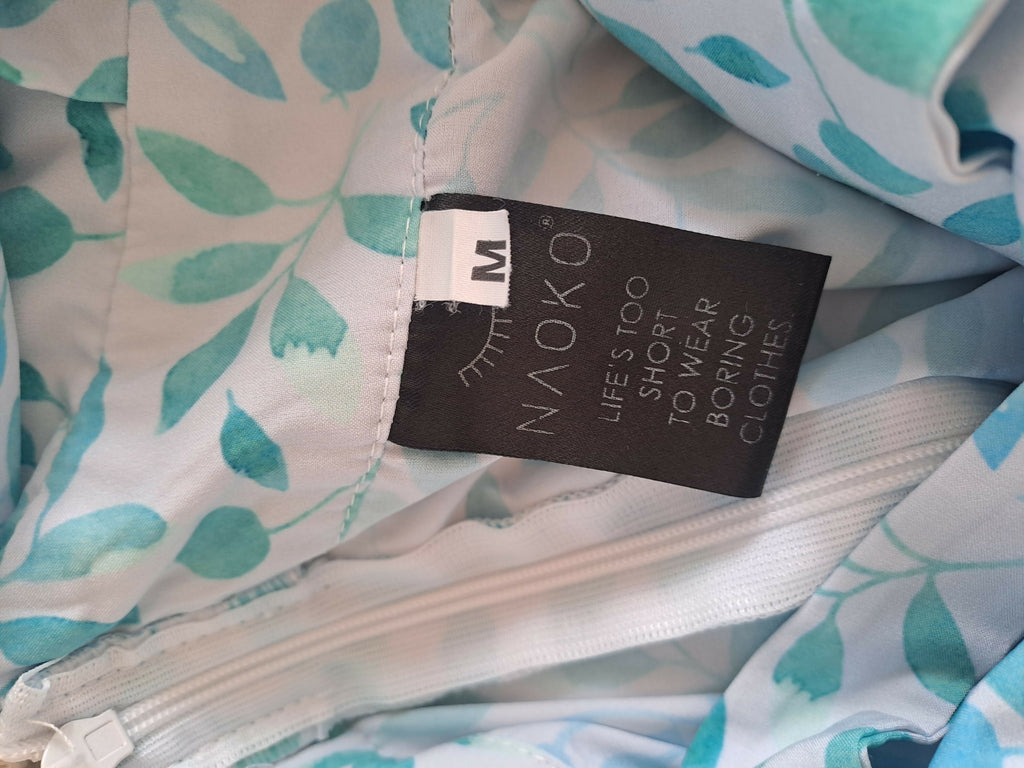 M
NAOKO®
LIFE'S TOO
SHORT
TO WEAR
BORING
CLOTHES